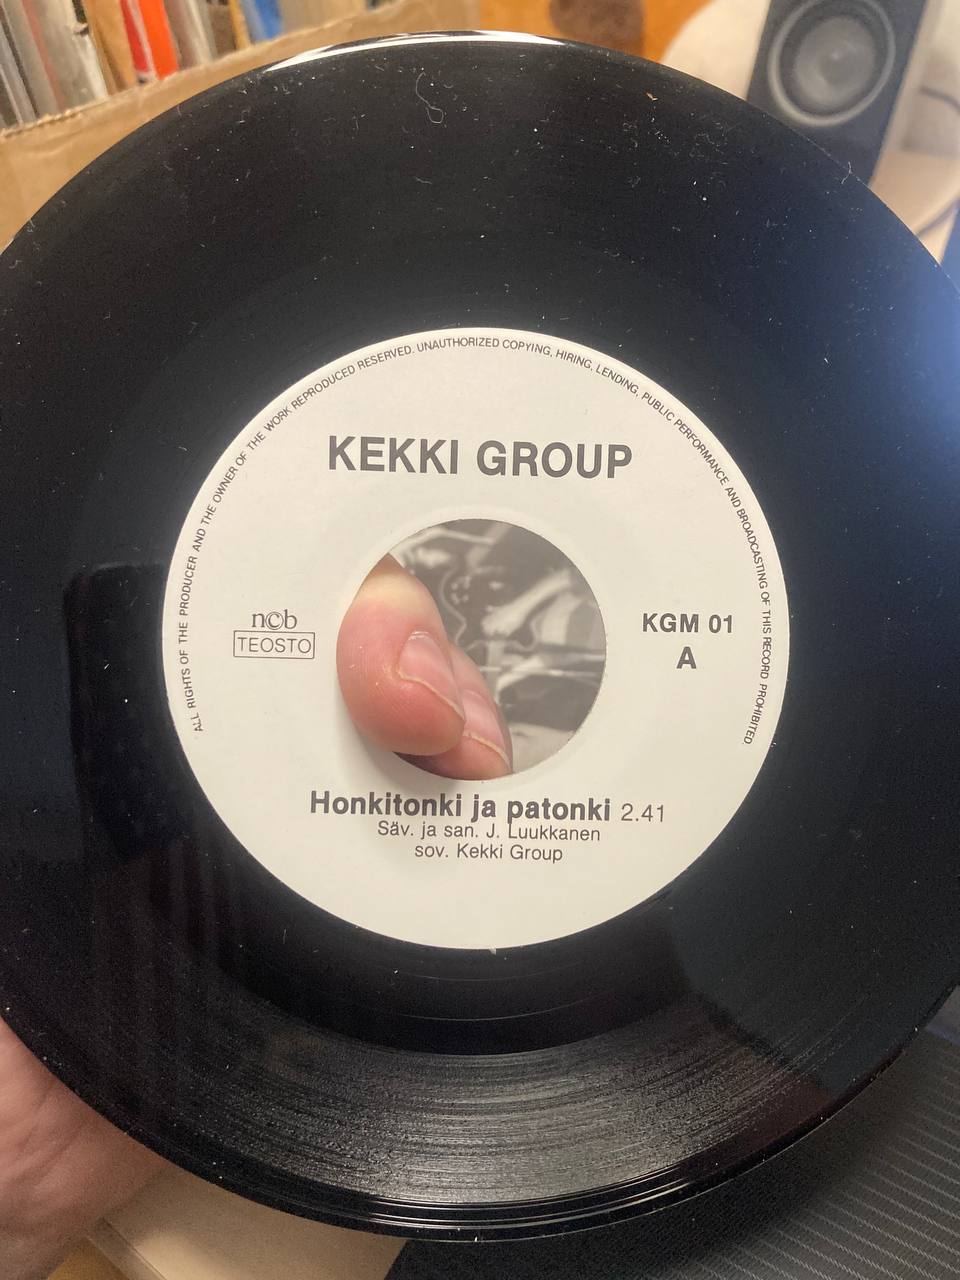 ALL RIGHTS OF THE PRODUCER AND THE OWNER OF THE WORK REPRODUCED RESERVED. UNAUTHORIZED COPYING, HIRING, LENDING, PUBLIC PERFORMANCE AND BROADCASTING OF THIS RECORD PROHIBITED.
KEKKI GROUP
ncb
TEOSTO
KGM 01
A
Honkitonki ja patonki 2.41
Säv. ja san. J. Luukkanen
sov. Kekki Group